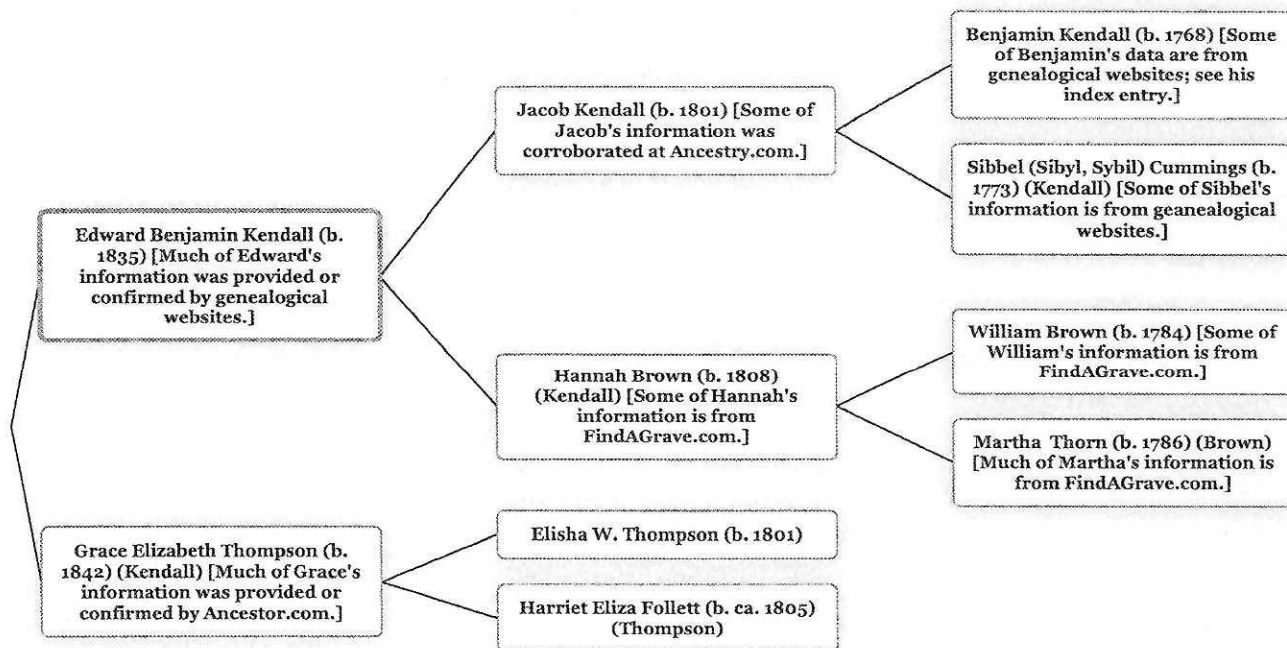 Benjamin Kendall (b. 1768) [Some
of Benjamin's data are from
genealogical websites; see his
index entry.]
Jacob Kendall (b. 1801) [Some of
Jacob's information was
corroborated at Ancestry.com.]
Sibbel (Sibyl, Sybil) Cummings (b.
1773) (Kendall) [Some of Sibbel's
information is from geanealogical
websites.]
Edward Benjamin Kendall (b.
1835) [Much of Edward's
information was provided or
confirmed by genealogical
websites.]
William Brown (b. 1784) [Some of
William's information is from
FindAGrave.com.]
Hannah Brown (b. 1808)
(Kendall) [Some of Hannah's
information is from
FindAGrave.com.]
Martha Thorn (b. 1786) (Brown)
[Much of Martha's information is
from FindAGrave.com.]
Grace Elizabeth Thompson (b.
1842) (Kendall) [Much of Grace's
information was provided or
confirmed by Ancestor.com.]
Elisha W. Thompson (b. 1801)
Harriet Eliza Follett (b. ca. 1805)
(Thompson)